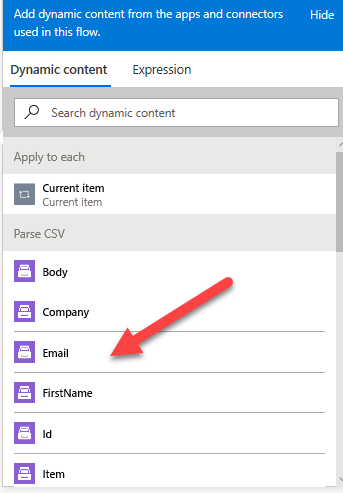 Add dynamic content from the apps and connectors Hide
used in this flow.
Dynamic content Expression
Search dynamic content
Apply to each
Current item
Current item
Parse CSV
Body
Company
Email
FirstName
Id
Item